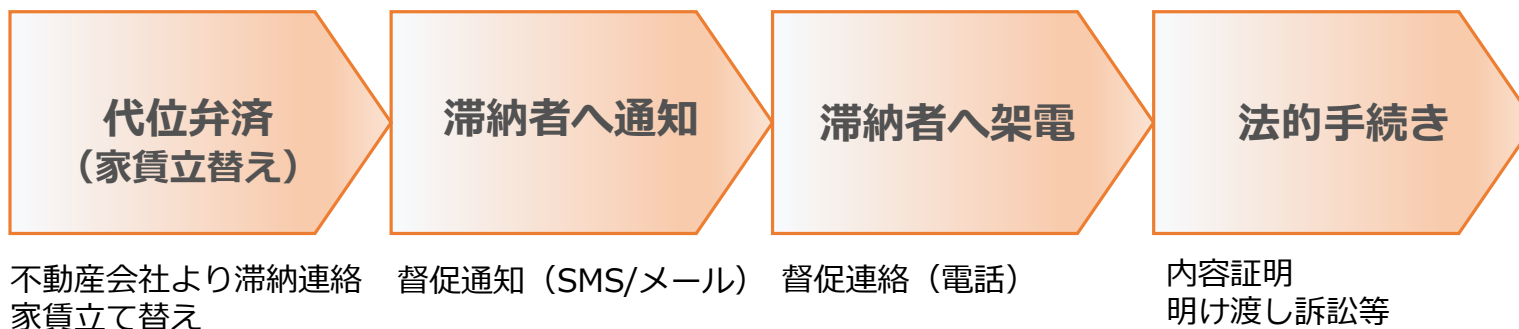 代位弁済
（家賃立替え）
滞納者へ通知
滞納者へ架電
法的手続き
不動産会社より滞納連絡
家賃立て替え
督促通知（SMS/メール）
督促連絡（電話）
内容証明
明け渡し訴訟等